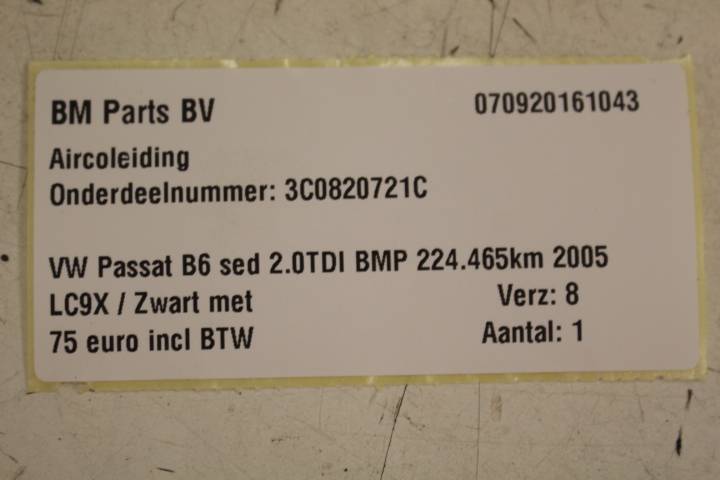 BM Parts BV 070920161043
Aircoleiding
Onderdeelnummer: 3C0820721C
VW Passat B6 sed 2.0TDI BMP 224.465km 2005
LC9X / Zwart met Verz: 8
75 euro incl BTW Aantal: 1